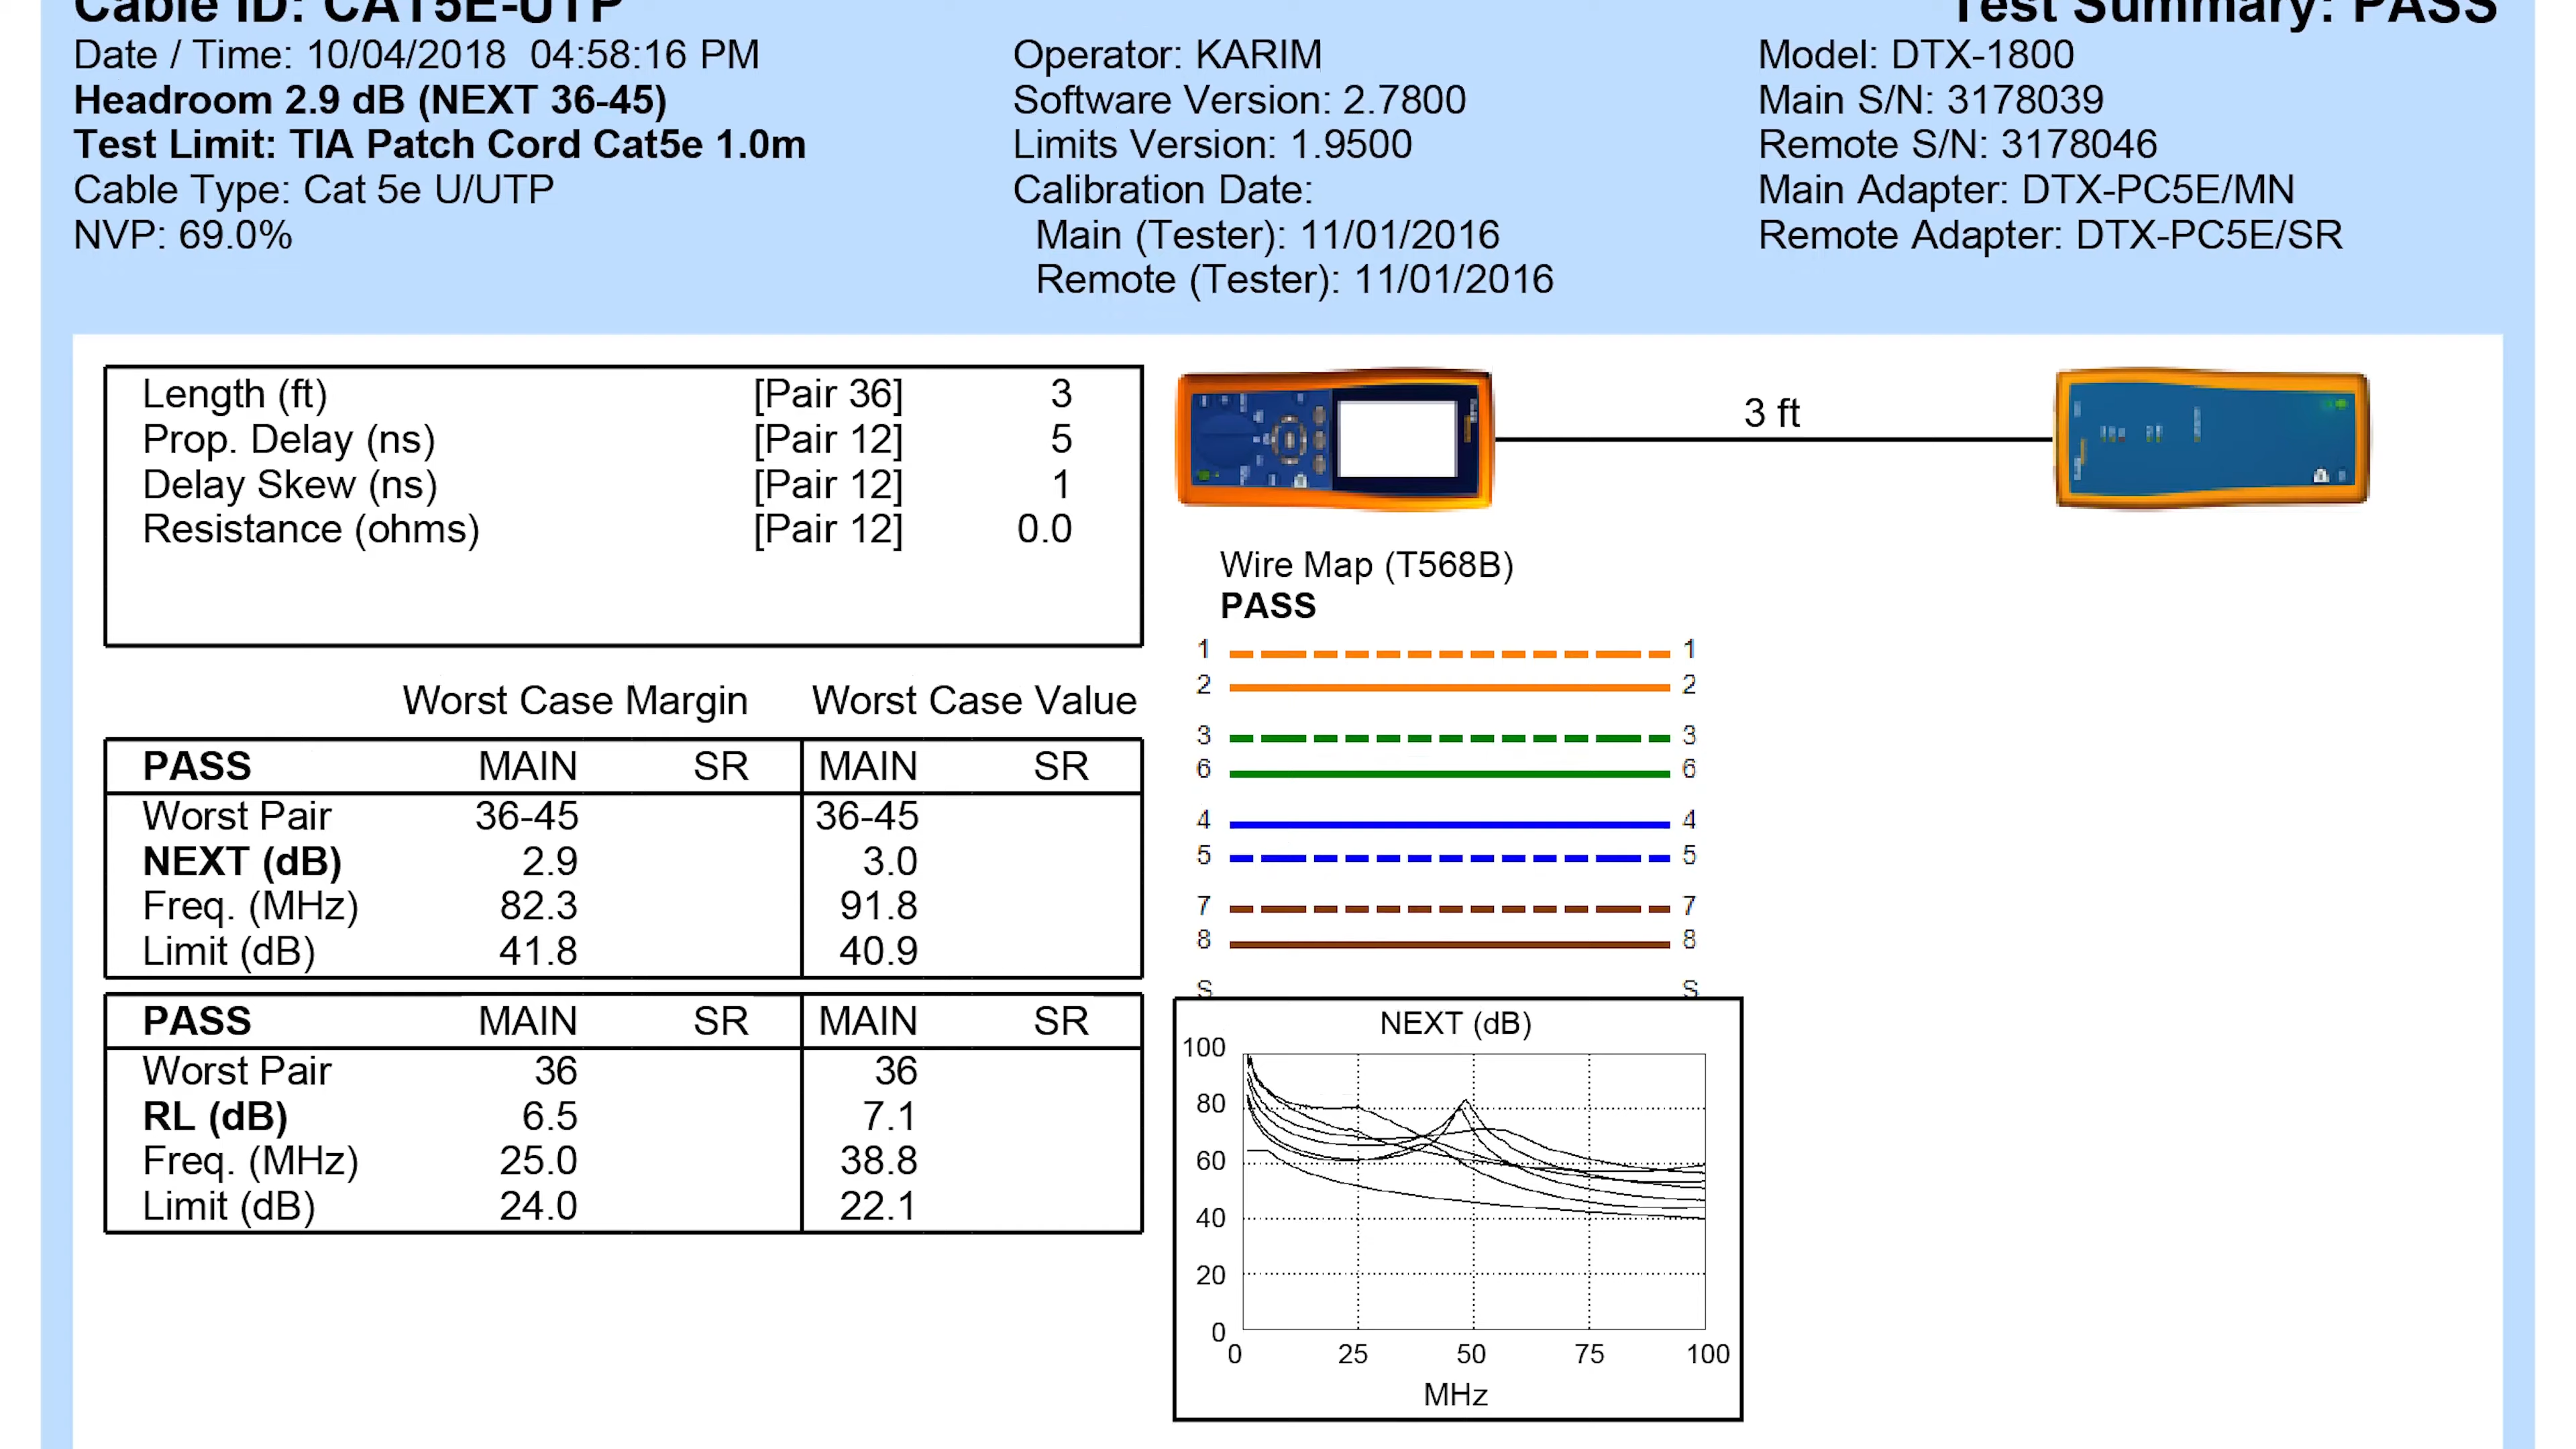 Cable ID: CAT5E-UTP
Test Summary: PASS
Date / Time: 10/04/2018 04:58:16 PM
Headroom 2.9 dB (NEXT 36-45)
Test Limit: TIA Patch Cord Cat5e 1.0m
Cable Type: Cat 5e U/UTP
NVP: 69.0%
Operator: KARIM
Software Version: 2.7800
Limits Version: 1.9500
Calibration Date:
Main (Tester): 11/01/2016
Remote (Tester): 11/01/2016
Model: DTX-1800
Main S/N: 3178039
Remote S/N: 3178046
Main Adapter: DTX-PC5E/MN
Remote Adapter: DTX-PC5E/SR
Length (ft) [Pair 36] 3
Prop. Delay (ns) [Pair 12] 5
Delay Skew (ns) [Pair 12] 1
Resistance (ohms) [Pair 12] 0.0
3 ft
Wire Map (T568B)
PASS
1 1
2 2
3 3
6 6
4 4
5 5
7 7
8 8
S S
Worst Case Margin Worst Case Value
PASS MAIN SR MAIN SR
Worst Pair 36-45 36-45
NEXT (dB) 2.9 3.0
Freq. (MHz) 82.3 91.8
Limit (dB) 41.8 40.9
PASS MAIN SR MAIN SR
Worst Pair 36 36
RL (dB) 6.5 7.1
Freq. (MHz) 25.0 38.8
Limit (dB) 24.0 22.1
NEXT (dB)
100
80
60
40
20
0
0 25 50 75 100
MHz